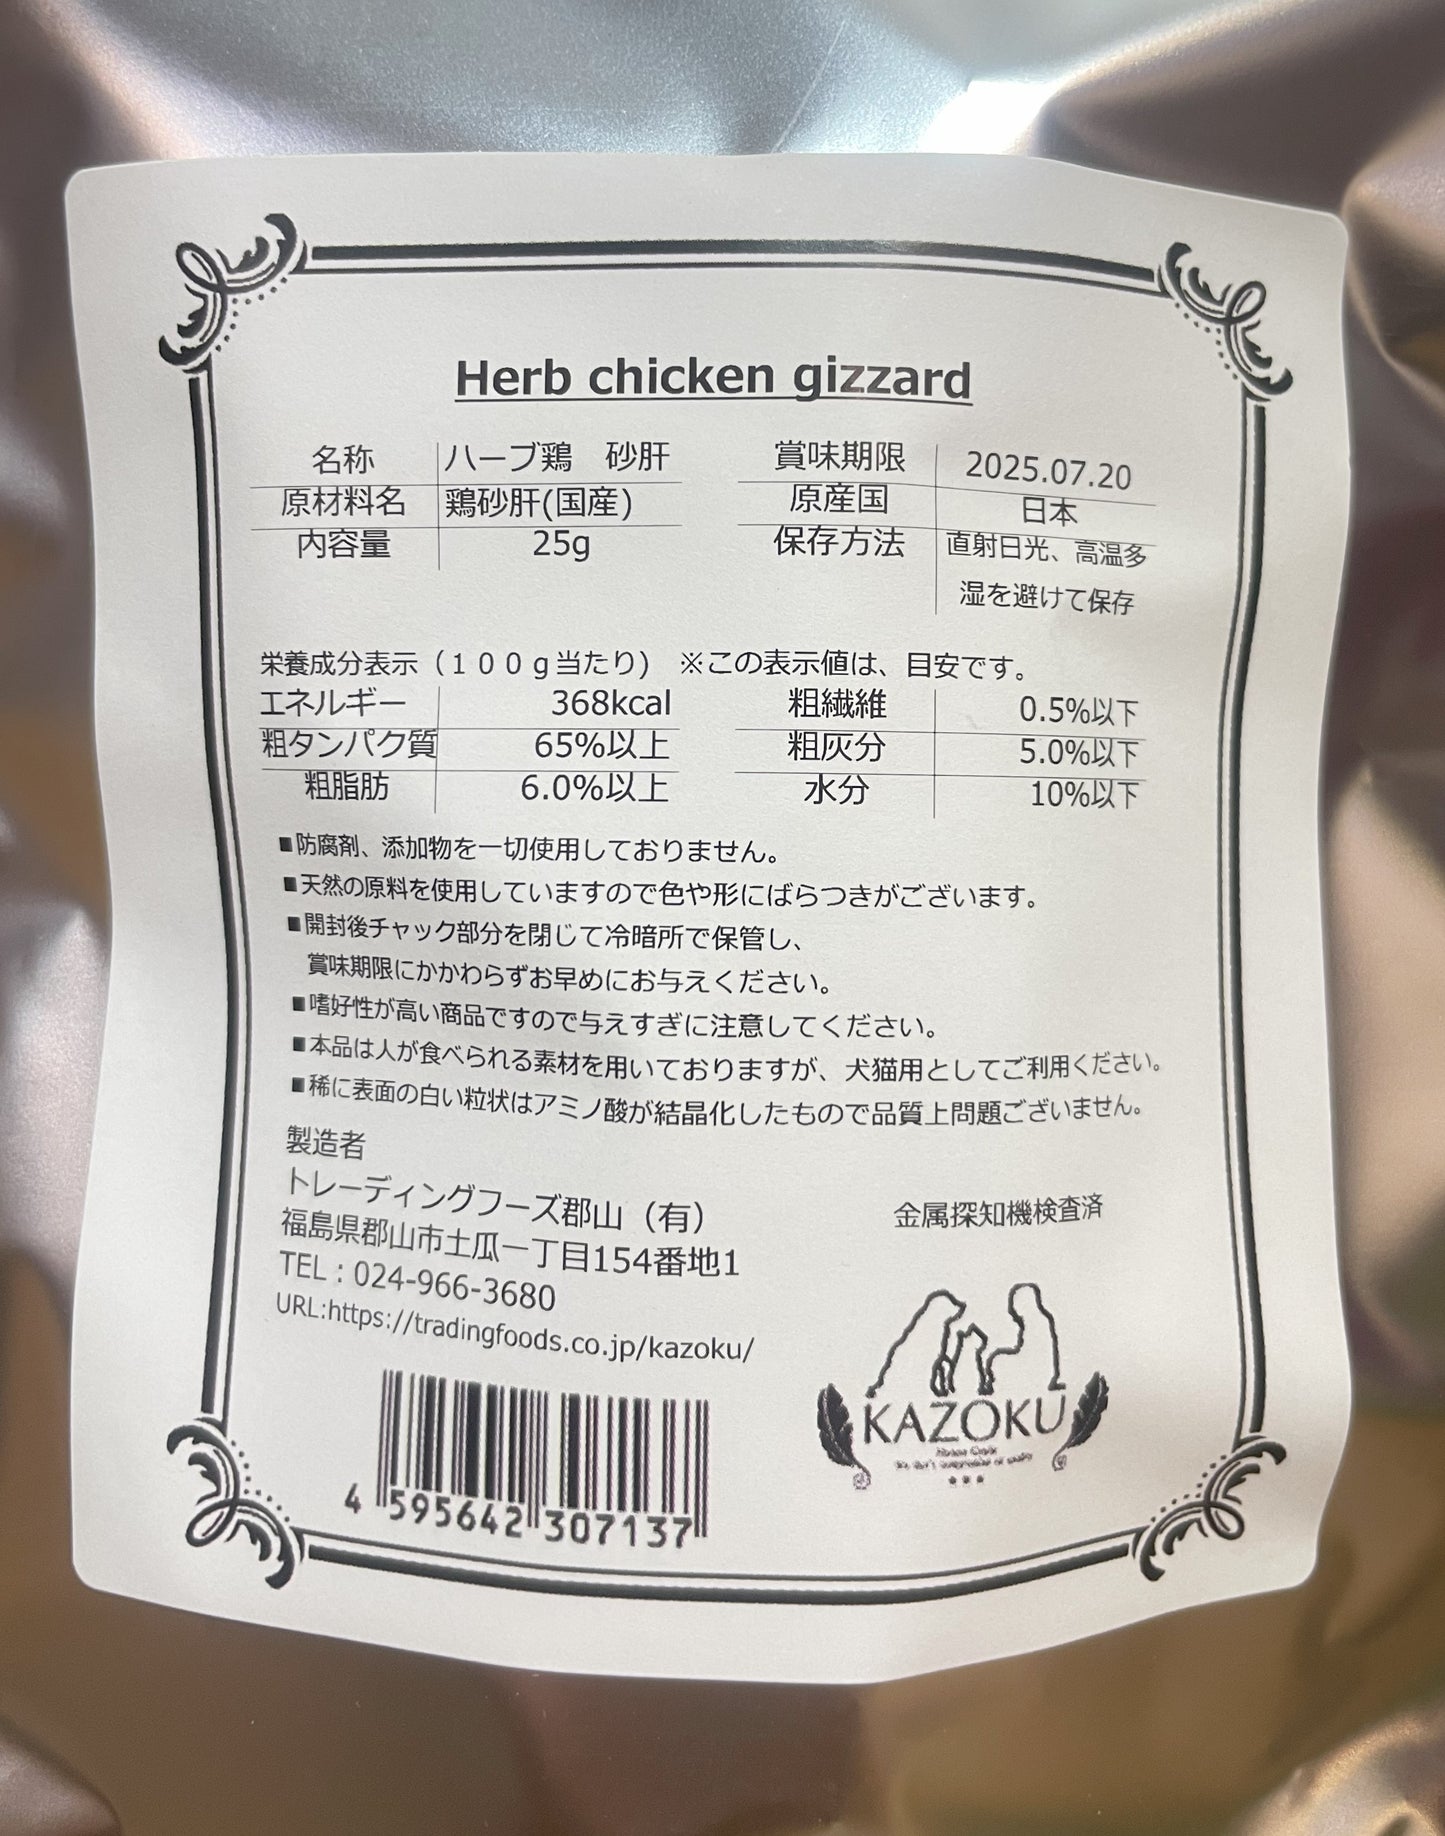 Herb chicken gizzard
名称 ハーブ鶏　砂肝 賞味期限 2025.07.20
原材料名 鶏砂肝(国産) 原産国 日本
内容量 25g 保存方法 直射日光、高温多
湿を避けて保存
栄養成分表示（１００ｇ当たり)　※この表示値は、目安です。
エネルギー 368kcal 粗繊維 0.5%以下
粗タンパク質 65%以上 粗灰分 5.0%以下
粗脂肪 6.0%以上 水分 10%以下
■防腐剤、添加物を一切使用しておりません。
■天然の原料を使用していますので色や形にばらつきがございます。
■開封後チャック部分を閉じて冷暗所で保管し、
賞味期限にかかわらずお早めにお与えください。
■嗜好性が高い商品ですので与えすぎに注意してください。
■本品は人が食べられる素材を用いておりますが、犬猫用としてご利用ください。
■稀に表面の白い粒状はアミノ酸が結晶化したもので品質上問題ございません。
製造者
トレーディングフーズ郡山（有）
福島県郡山市土瓜一丁目154番地1
TEL：024-966-3680
URL:https://tradingfoods.co.jp/kazoku/
金属探知機検査済
KAZOKU
4 595642 307137